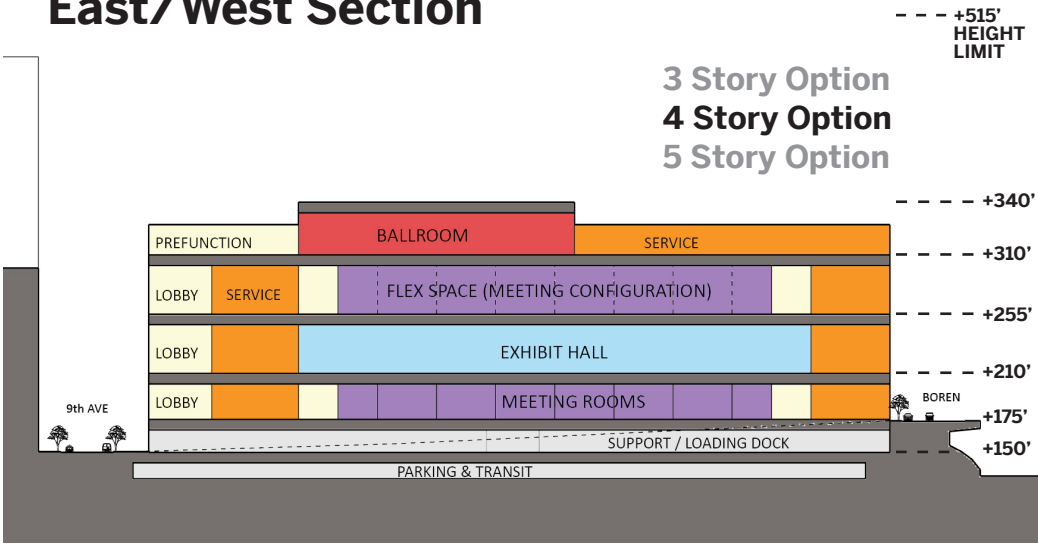 East/West Section
+515’
HEIGHT
LIMIT
3 Story Option
4 Story Option
5 Story Option
+340’
PREFUNCTION
BALLROOM
SERVICE
+310’
LOBBY
SERVICE
FLEX SPACE (MEETING CONFIGURATION)
+255’
LOBBY
EXHIBIT HALL
+210’
LOBBY
MEETING ROOMS
BOREN
9th AVE
+175’
SUPPORT / LOADING DOCK
+150’
PARKING & TRANSIT